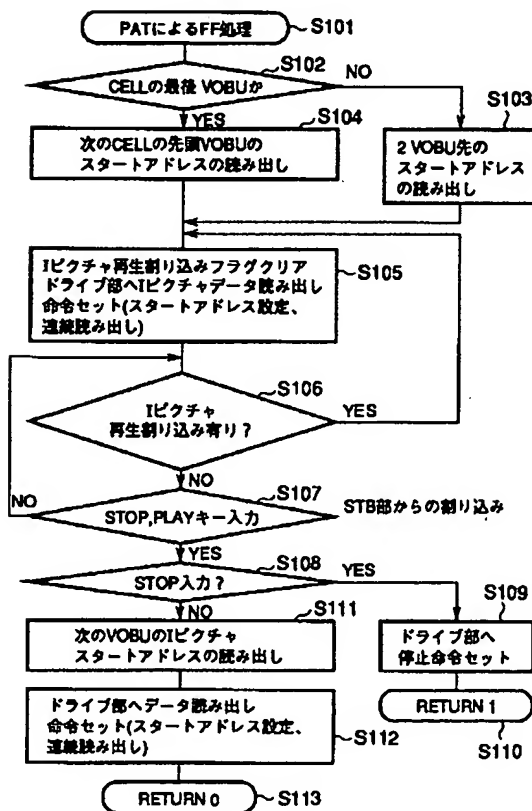 PATによるFF処理
S101
S102
CELLの最後 VOBUか
NO
S103
YES
S104
次のCELLの先頭VOBUの
スタートアドレスの読み出し
2 VOBU先の
スタートアドレス
の読み出し
Iピクチャ再生割り込みフラグクリア
ドライブ部へIピクチャデータ読み出し
命令セット(スタートアドレス設定、
連続読み出し)
S105
S106
Iピクチャ
再生割り込み有り？
YES
NO
S107
NO
STOP,PLAYキー入力
STB部からの割り込み
YES
S108
STOP入力？
YES
S109
NO
S111
次のVOBUのIピクチャ
スタートアドレスの読み出し
ドライブ部へ
停止命令セット
ドライブ部へデータ読み出し
命令セット(スタートアドレス設定、
連続読み出し)
S112
RETURN 1
S110
RETURN 0
S113